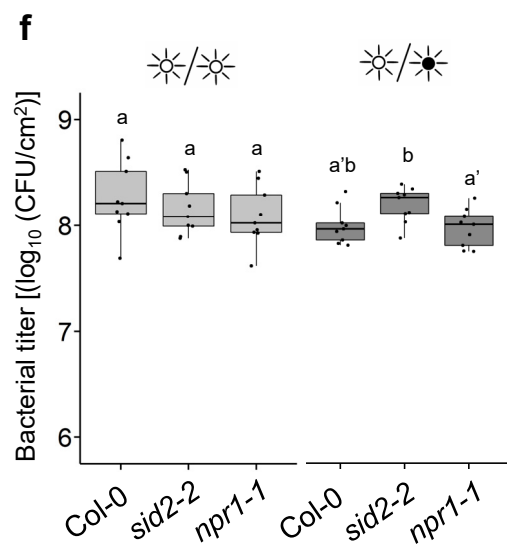 f
Bacterial titer [(log10 (CFU/cm2)]
9
8
7
6
a
a
a
a'b
b
a'
Col-0
sid2-2
npr1-1
Col-0
sid2-2
npr1-1